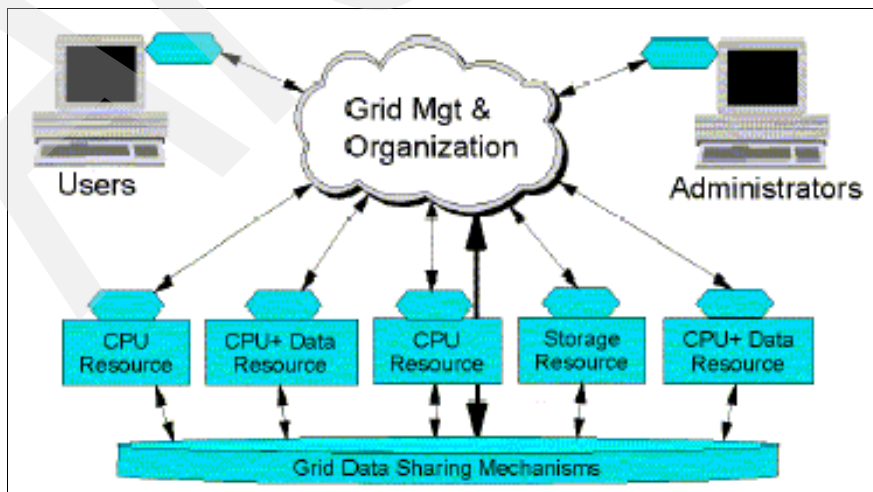 Grid Mgt &
Organization
Users
Administrators
CPU
Resource
CPU+ Data
Resource
CPU
Resource
Storage
Resource
CPU+ Data
Resource
Grid Data Sharing Mechanisms